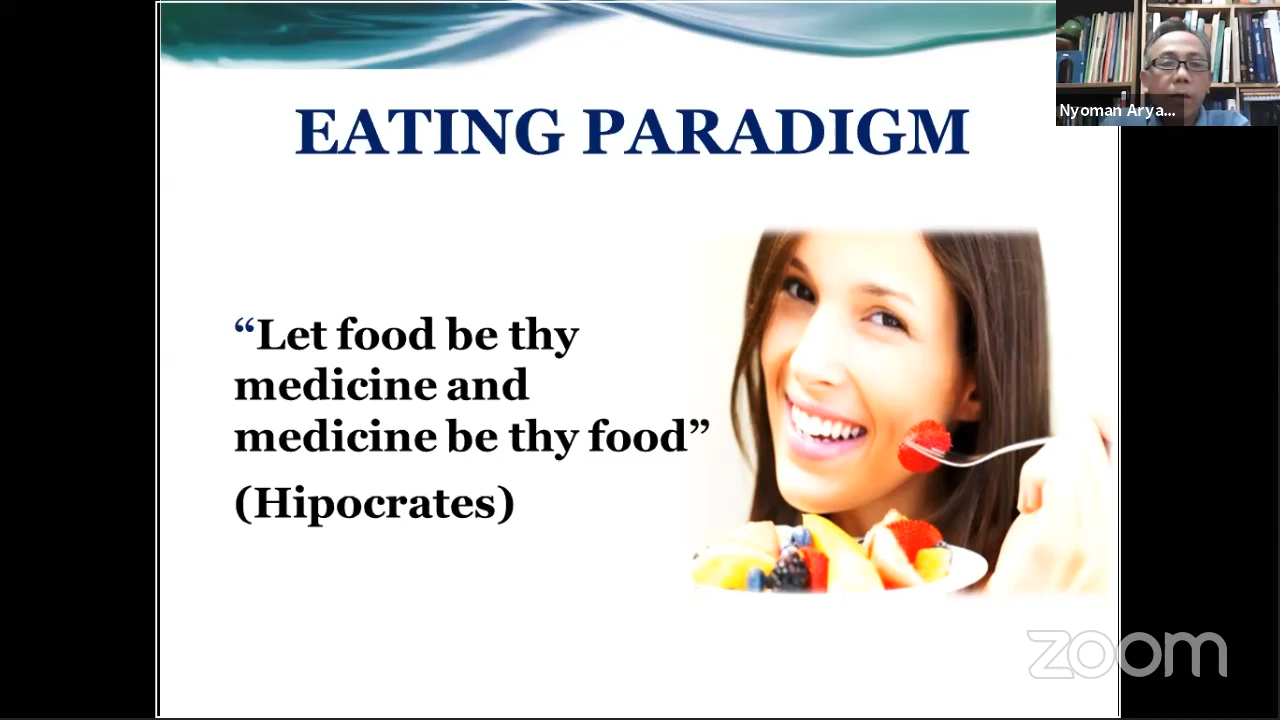 EATING PARADIGM
Nyoman Arya...
“Let food be thy
medicine and
medicine be thy food”
(Hipocrates)
zoom